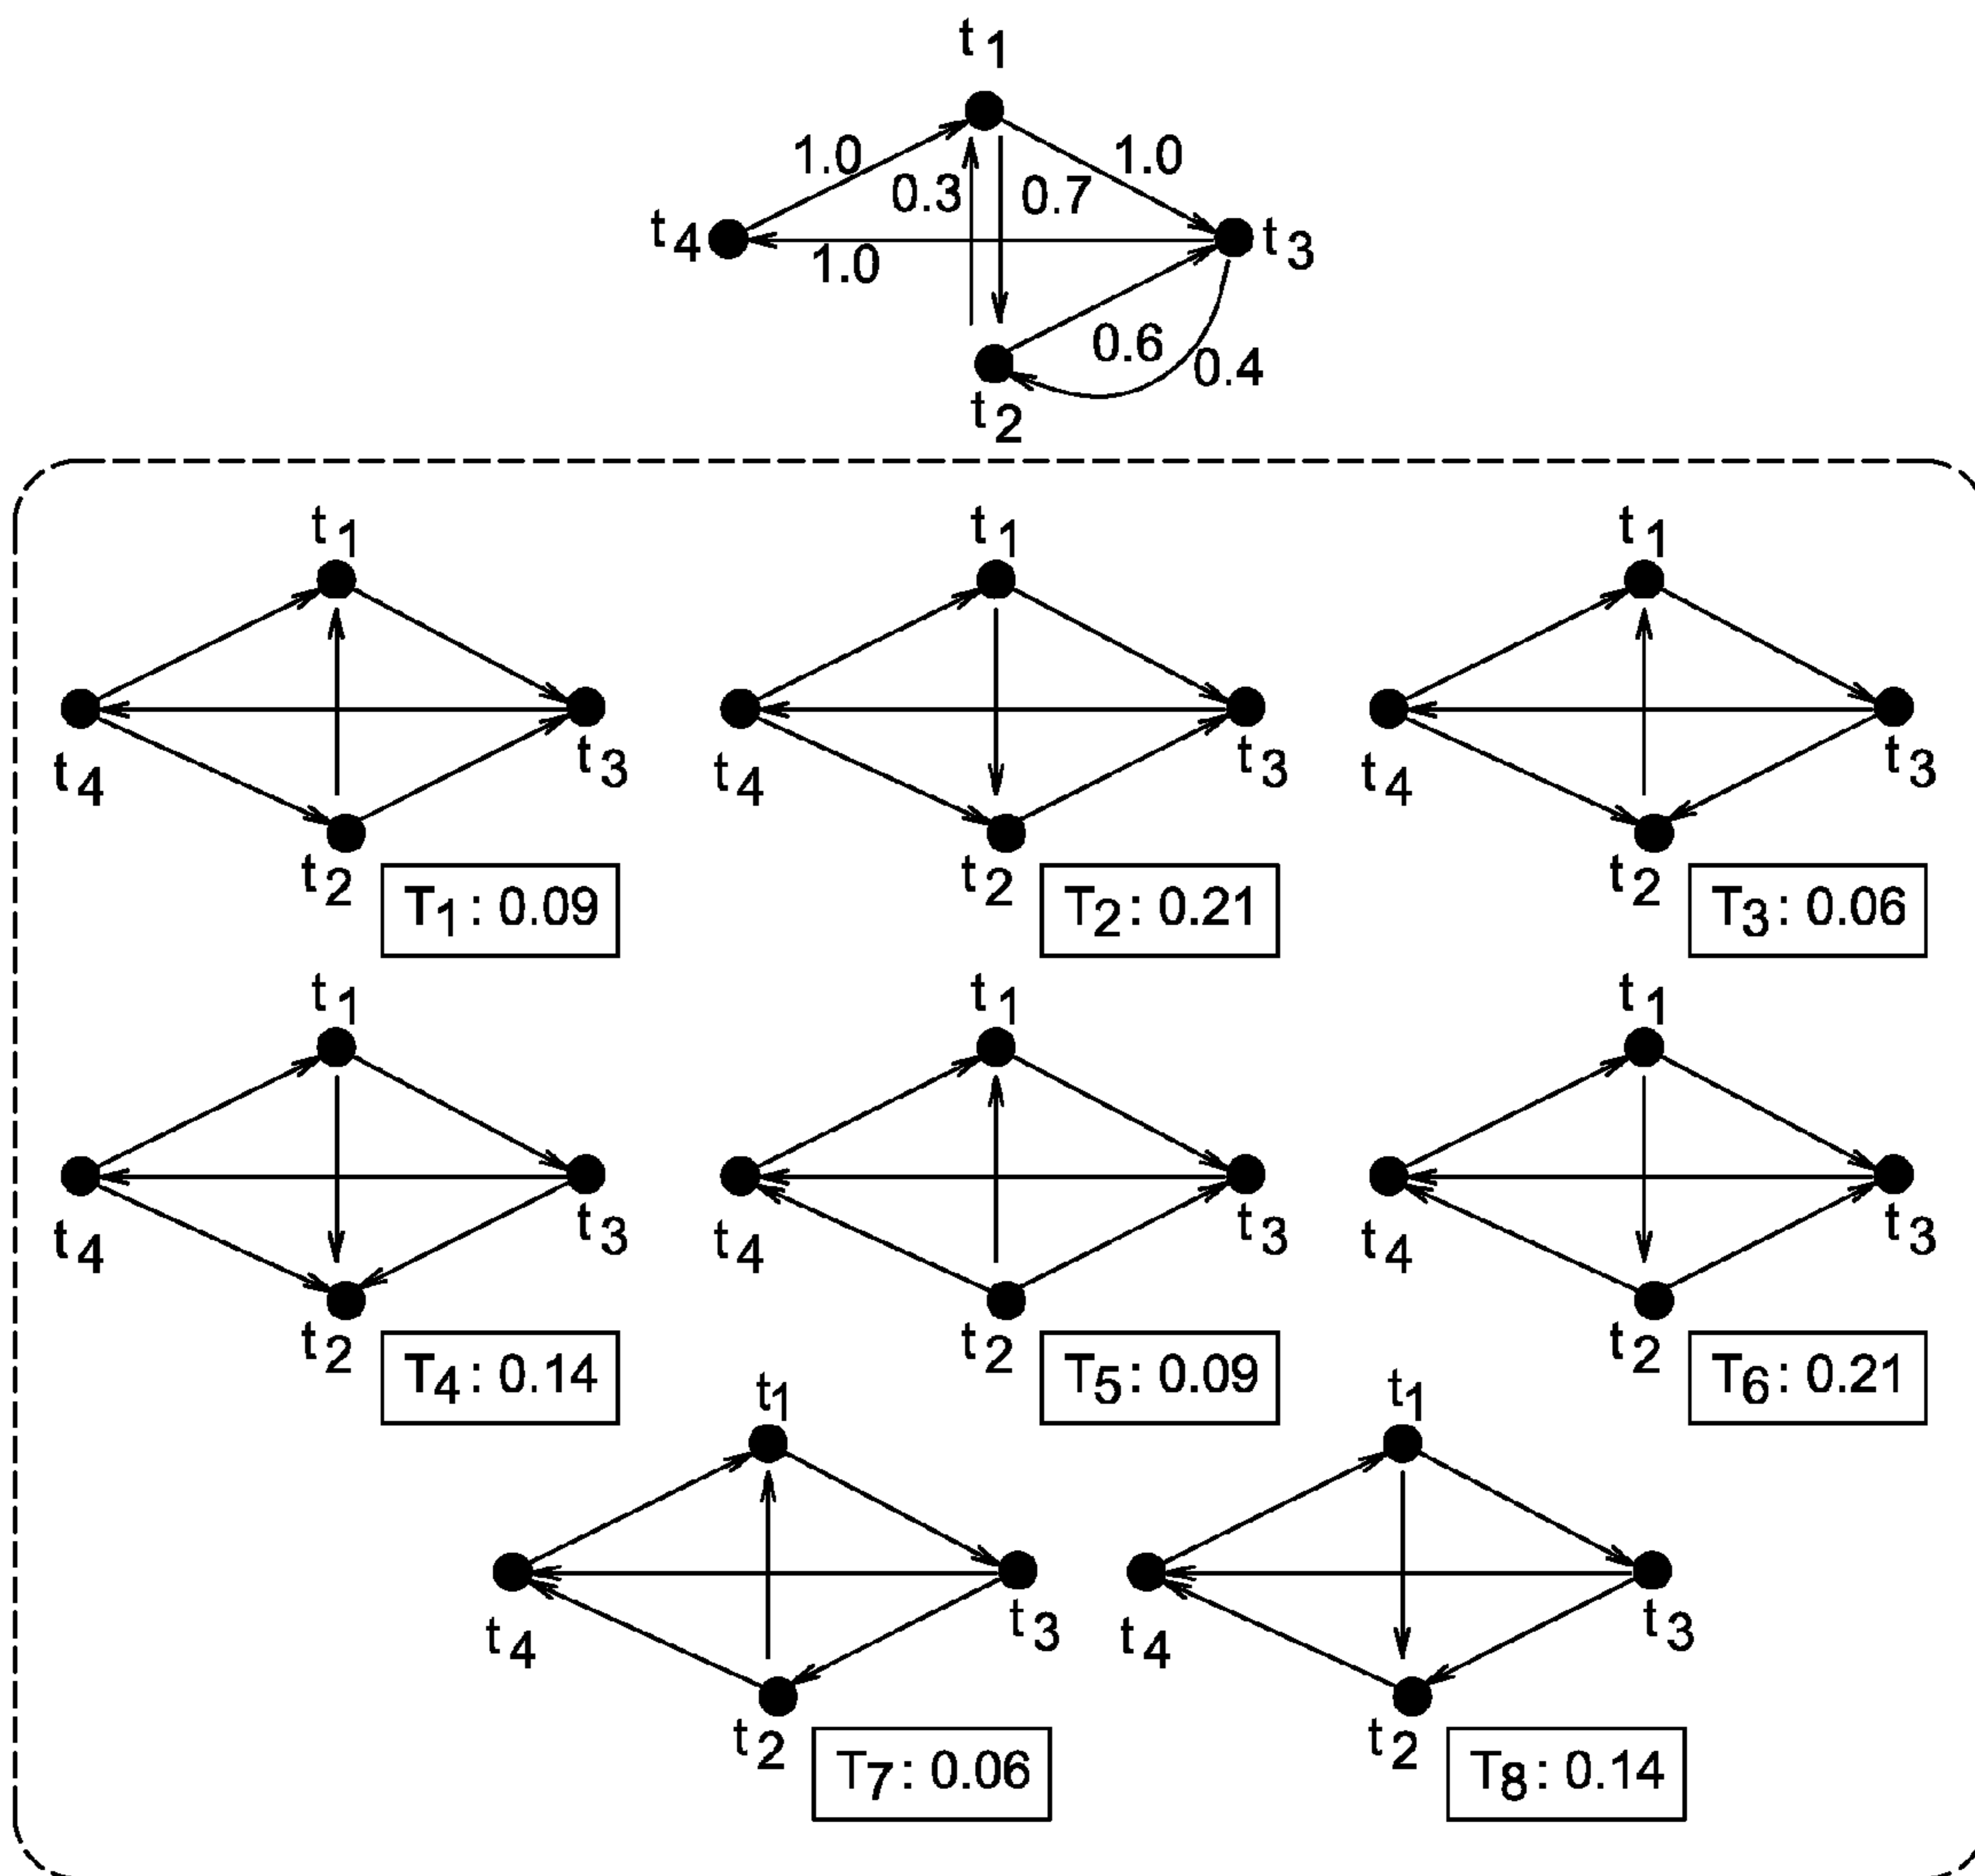 t1
1.0 1.0
0.3 0.7
t4 t3
1.0
0.6 0.4
t2
t1 t1 t1
t4 t3 t4 t3 t4 t3
t2 t2 t2
T1: 0.09 T2: 0.21 T3: 0.06
t1 t1 t1
t4 t3 t4 t3 t4 t3
t2 t2 t2
T4: 0.14 T5: 0.09 T6: 0.21
t1 t1
t4 t3 t4 t3
t2 t2
T7: 0.06 T8: 0.14